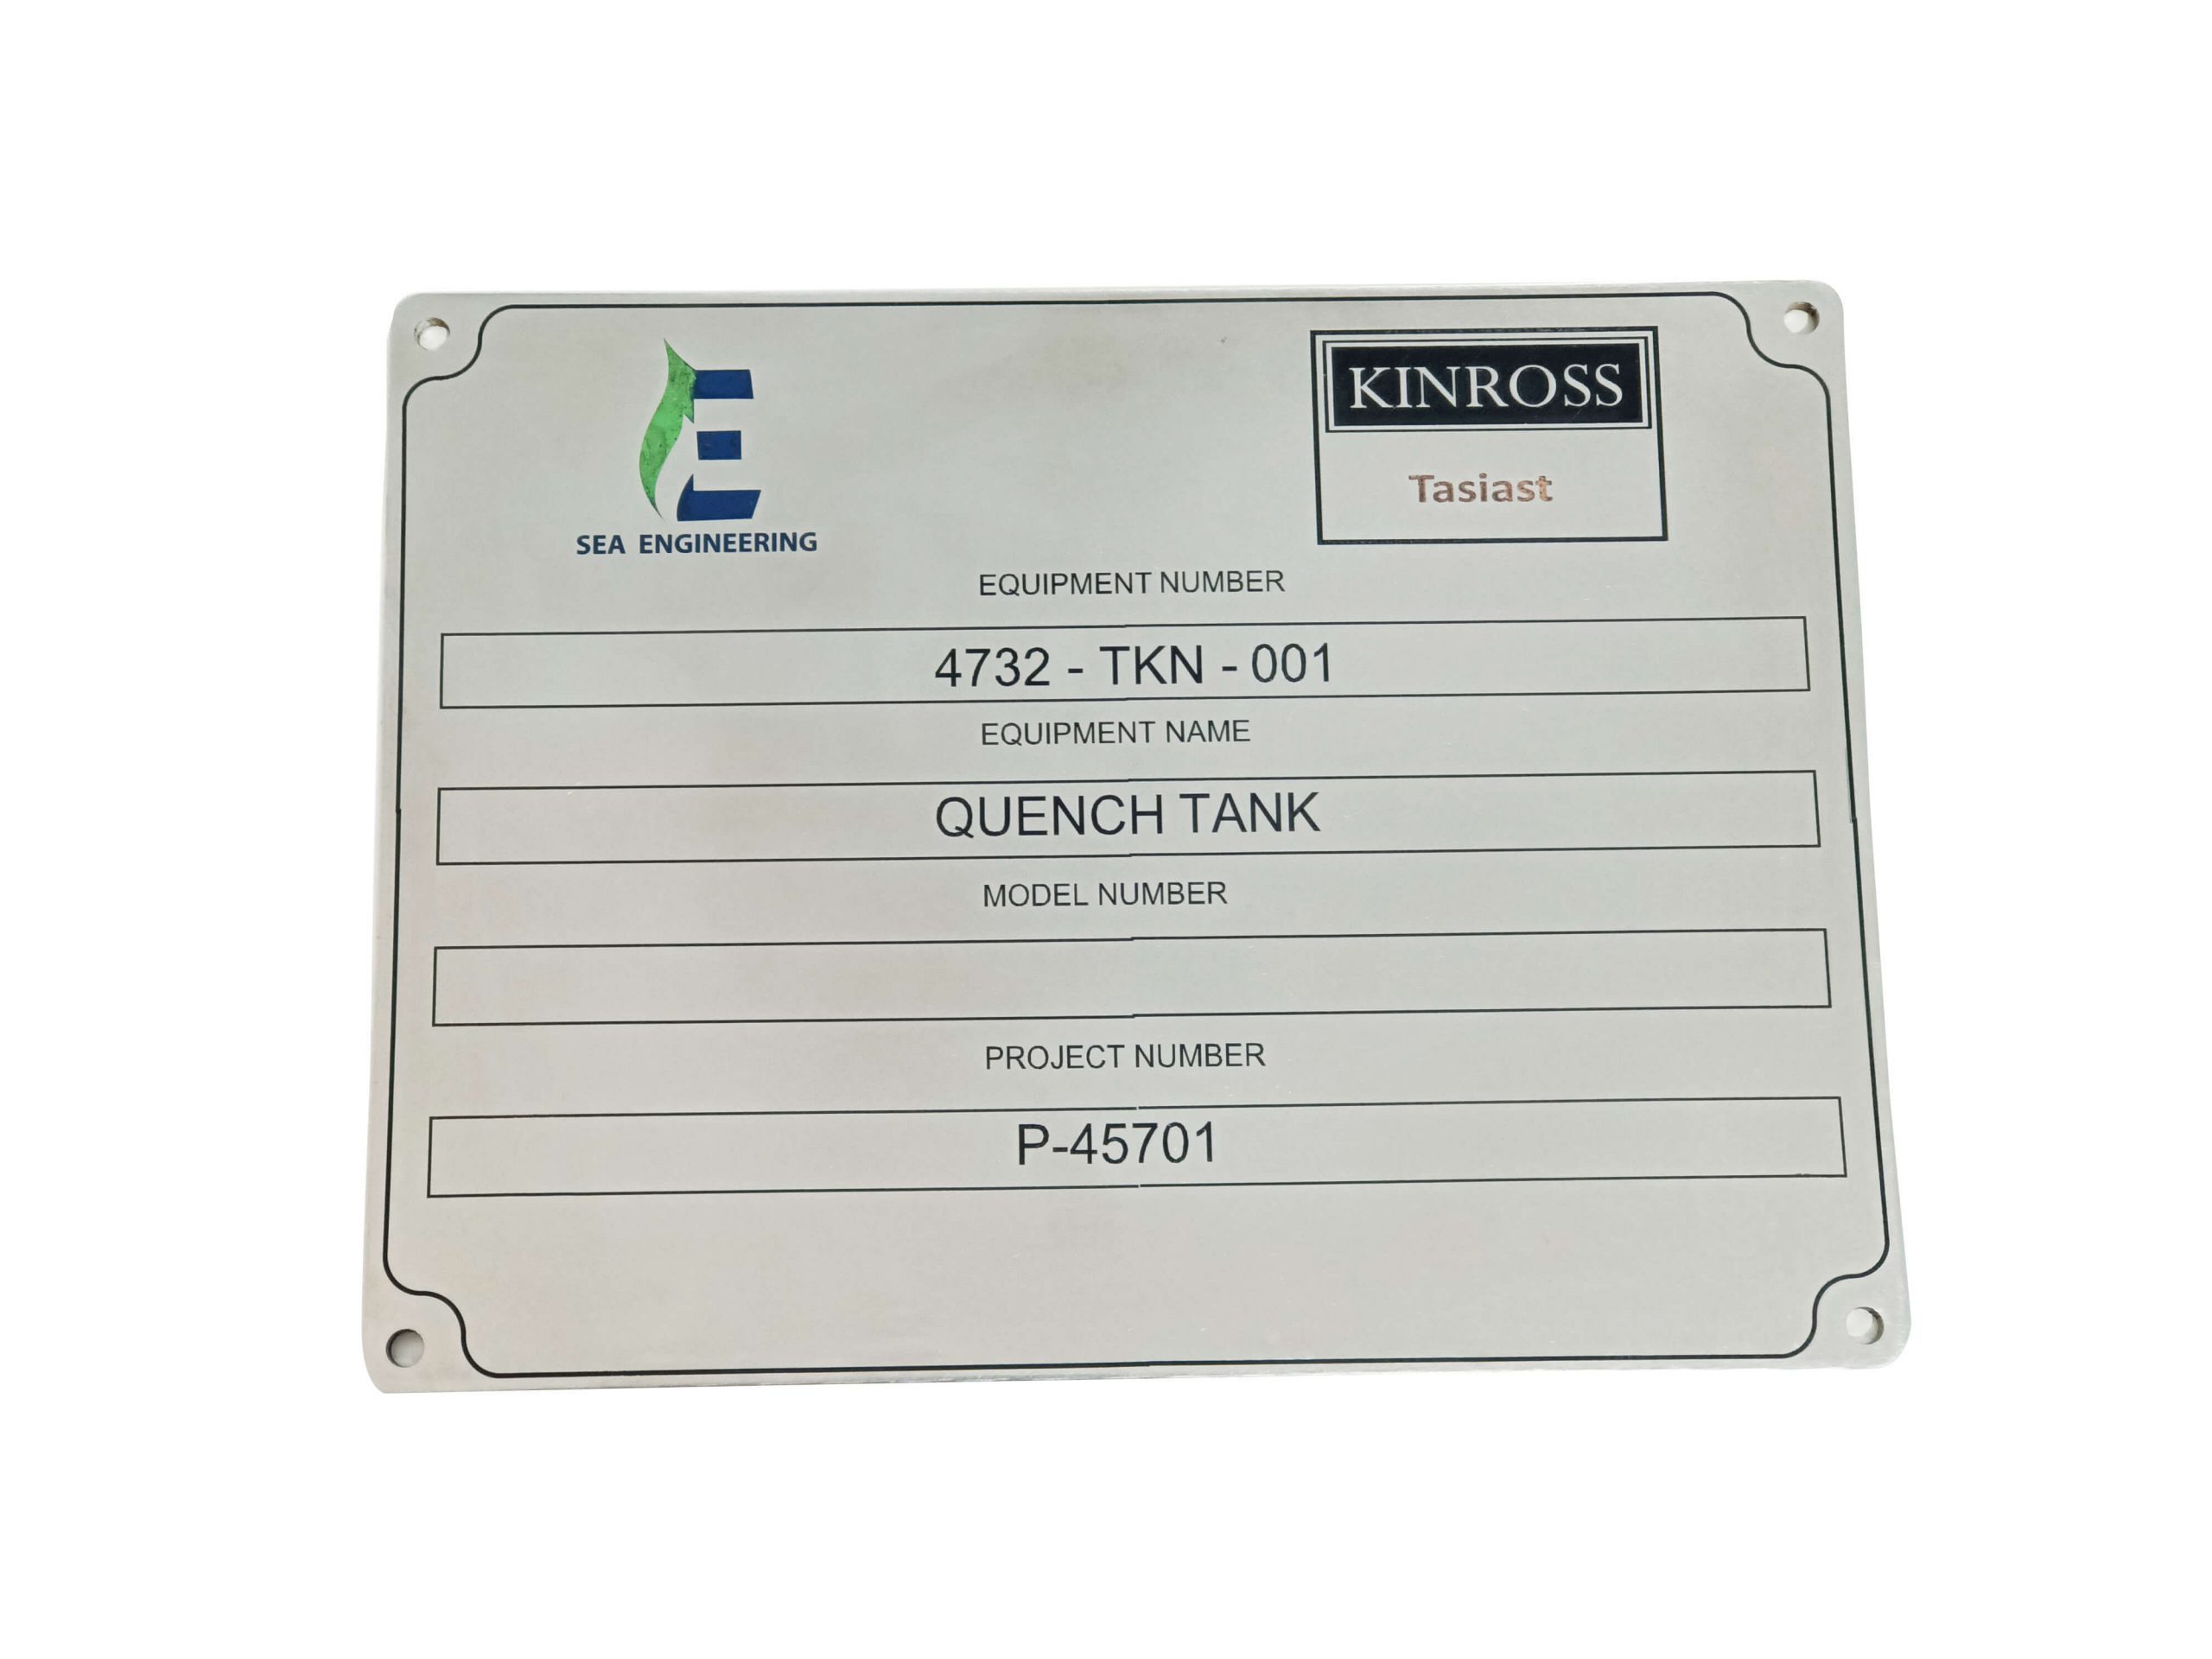 SEA ENGINEERING
KINROSS
Tasiast
EQUIPMENT NUMBER
4732 - TKN - 001
EQUIPMENT NAME
QUENCH TANK
MODEL NUMBER
PROJECT NUMBER
P-45701